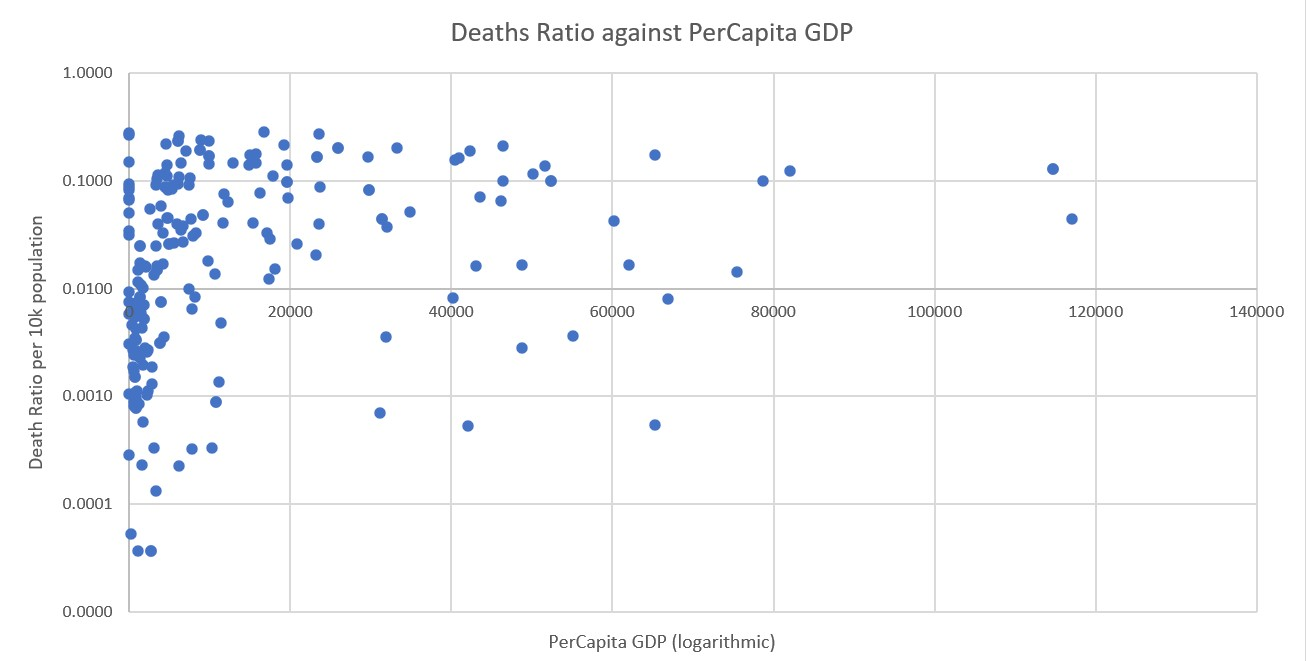 Deaths Ratio against PerCapita GDP
Death Ratio per 10k population
1.0000
0.1000
0.0100
0.0010
0.0001
0.0000
0 20000 40000 60000 80000 100000 120000 140000
PerCapita GDP (logarithmic)